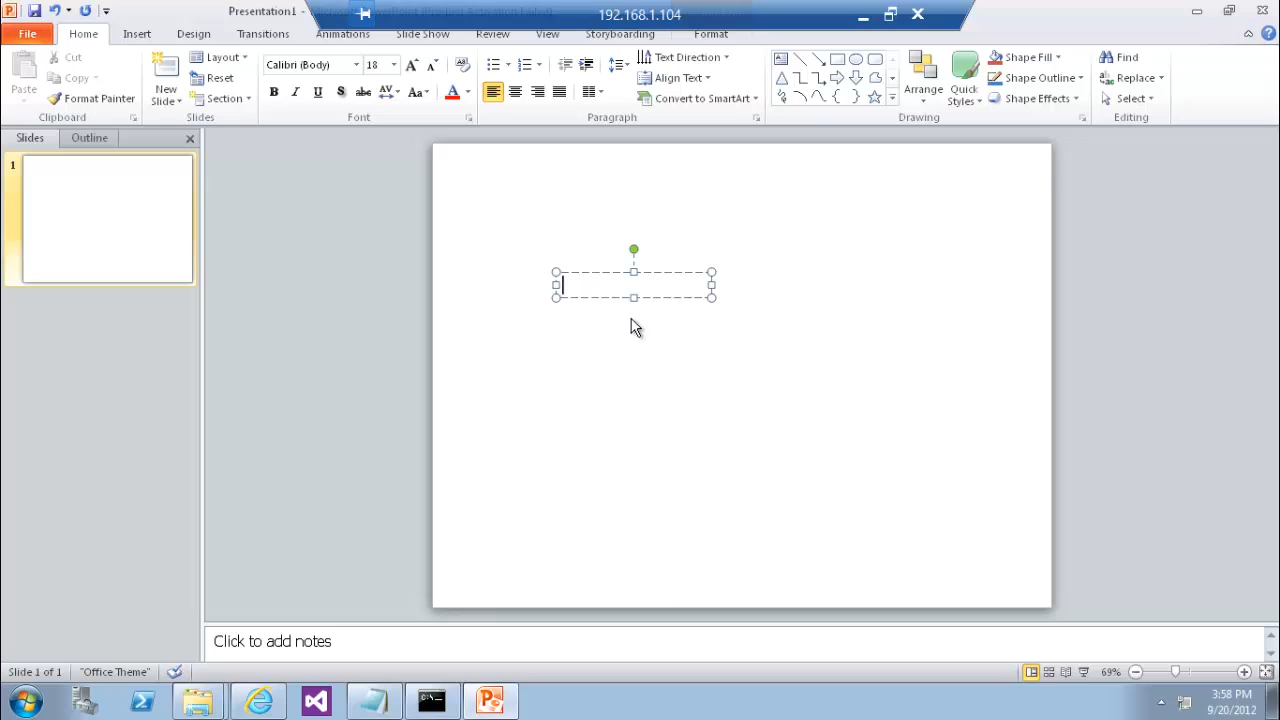 Presentation1 -
192.168.1.104
File Home Insert Design Transitions Animations Slide Show Review View Storyboarding Format
Paste
Cut
Copy
Format Painter
Clipboard
New Slide
Layout
Reset
Section
Slides
Calibri (Body) 18
B I U S abc AV Aa A
Font
Text Direction
Align Text
Convert to SmartArt
Paragraph
Arrange
Quick Styles
Shape Fill
Shape Outline
Shape Effects
Drawing
Find
Replace
Select
Editing
Slides Outline
1
Click to add notes
Slide 1 of 1 "Office Theme" 69%
3:58 PM
9/20/2012